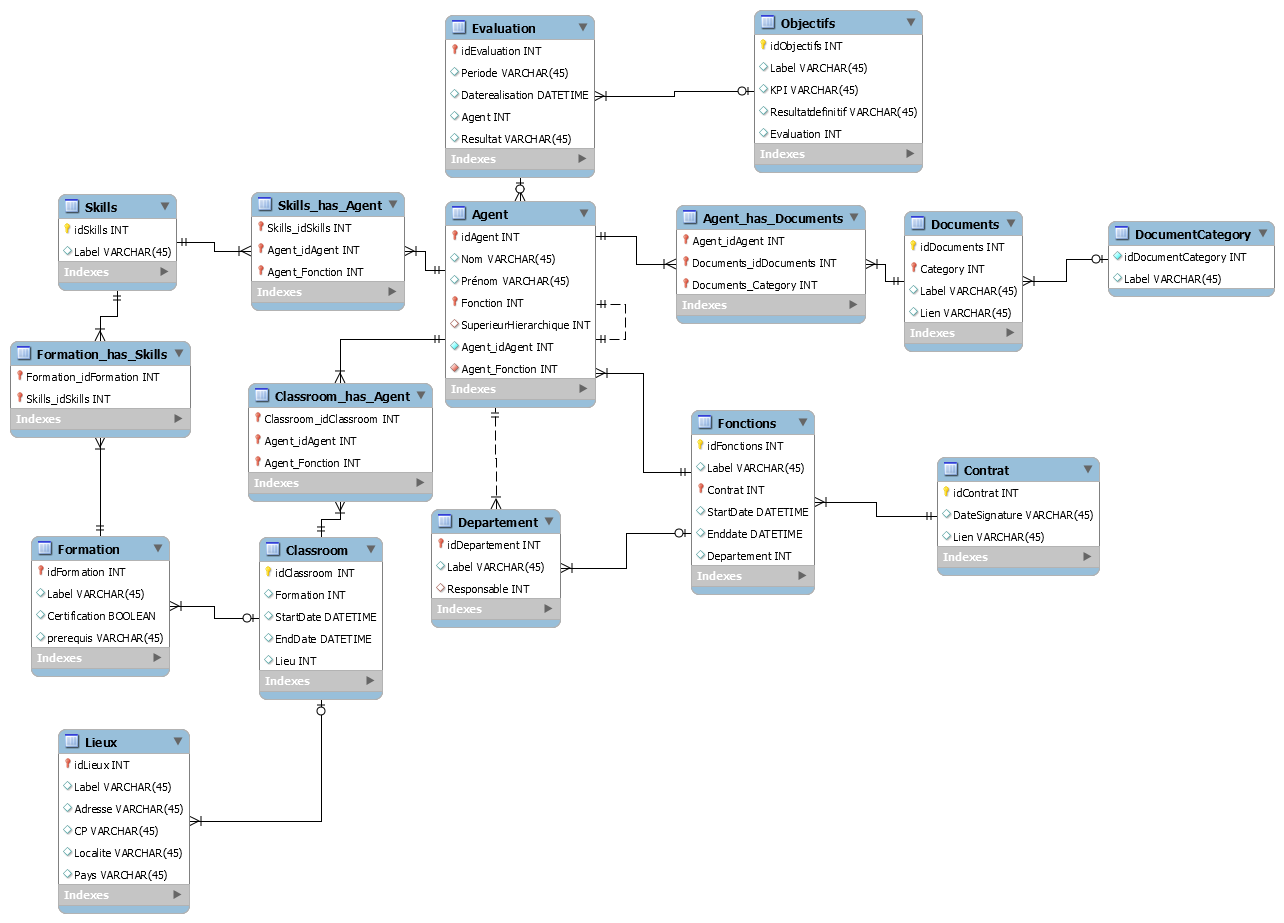 Evaluation
idEvaluation INT
Periode VARCHAR(45)
Daterealisation DATETIME
Agent INT
Resultat VARCHAR(45)
Indexes
Objectifs
idObjectifs INT
Label VARCHAR(45)
KPI VARCHAR(45)
Resultatdefinitif VARCHAR(45)
Evaluation INT
Indexes
Skills
idSkills INT
Label VARCHAR(45)
Indexes
Skills_has_Agent
Skills_idSkills INT
Agent_idAgent INT
Agent_Fonction INT
Indexes
Agent
idAgent INT
Nom VARCHAR(45)
Prénom VARCHAR(45)
Fonction INT
SuperieurHierarchique INT
Agent_idAgent INT
Agent_Fonction INT
Indexes
Agent_has_Documents
Agent_idAgent INT
Documents_idDocuments INT
Documents_Category INT
Indexes
Documents
idDocuments INT
Category INT
Label VARCHAR(45)
Lien VARCHAR(45)
Indexes
DocumentCategory
idDocumentCategory INT
Label VARCHAR(45)
Formation_has_Skills
Formation_idFormation INT
Skills_idSkills INT
Indexes
Classroom_has_Agent
Classroom_idClassroom INT
Agent_idAgent INT
Agent_Fonction INT
Indexes
Fonctions
idFonctions INT
Label VARCHAR(45)
Contrat INT
StartDate DATETIME
Enddate DATETIME
Departement INT
Indexes
Contrat
idContrat INT
DateSignature VARCHAR(45)
Lien VARCHAR(45)
Indexes
Departement
idDepartement INT
Label VARCHAR(45)
Responsable INT
Indexes
Formation
idFormation INT
Label VARCHAR(45)
Certification BOOLEAN
prerequis VARCHAR(45)
Indexes
Classroom
idClassroom INT
Formation INT
StartDate DATETIME
EndDate DATETIME
Lieu INT
Indexes
Lieux
idLieux INT
Label VARCHAR(45)
Adresse VARCHAR(45)
CP VARCHAR(45)
Localite VARCHAR(45)
Pays VARCHAR(45)
Indexes